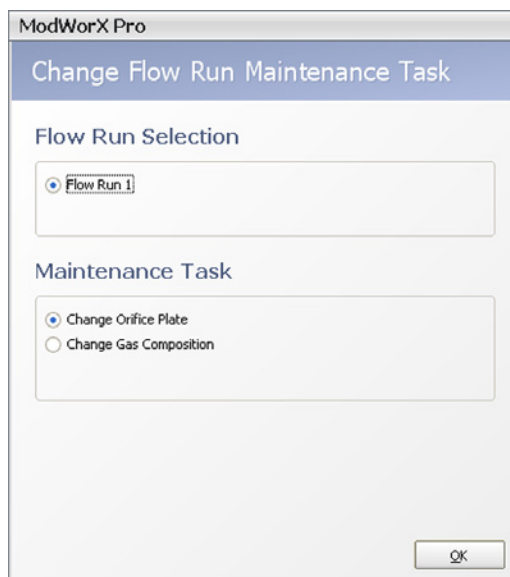 ModWorX Pro
Change Flow Run Maintenance Task
Flow Run Selection
Flow Run 1
Maintenance Task
Change Orifice Plate
Change Gas Composition
OK